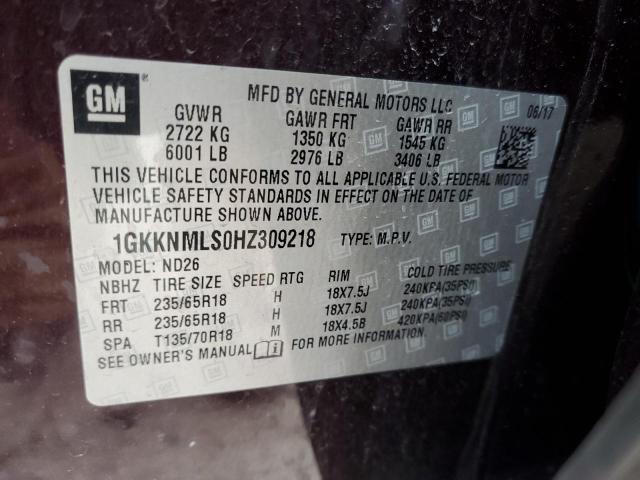 GM
MFD BY GENERAL MOTORS LLC
06/17
GVWR GAWR FRT GAWR RR
2722 KG 1350 KG 1545 KG
6001 LB 2976 LB 3406 LB
THIS VEHICLE CONFORMS TO ALL APPLICABLE U.S. FEDERAL MOTOR
VEHICLE SAFETY STANDARDS IN EFFECT ON THE DATE OF
MANUFACTURE SHOWN ABOVE.
1GKKNMLS0HZ309218 TYPE: M.P.V.
MODEL: ND26
NBHZ TIRE SIZE SPEED RTG RIM COLD TIRE PRESSURE
FRT 235/65R18 H 18X7.5J 240KPA(35PSI)
RR 235/65R18 H 18X7.5J 240KPA(35PSI)
SPA T135/70R18 M 18X4.5B 420KPA(60PSI)
SEE OWNER'S MANUAL FOR MORE INFORMATION.